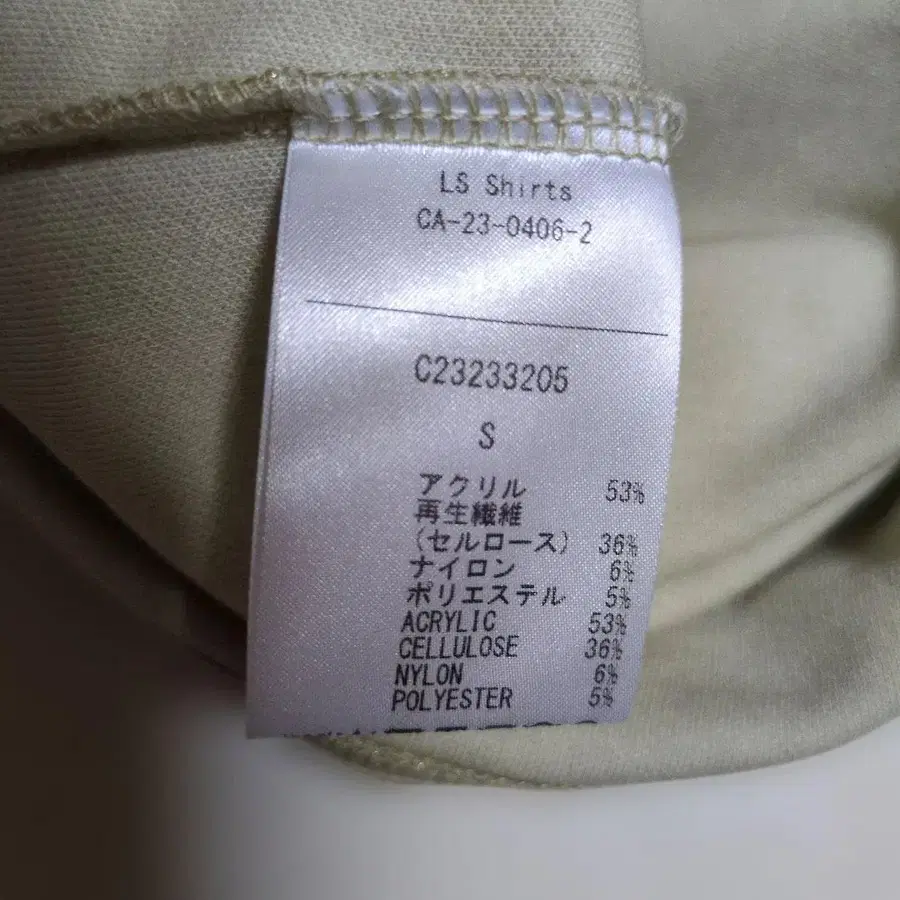 LS Shirts
CA-23-0406-2
C23233205
S
アクリル 53%
再生繊維
(セルロース) 36%
ナイロン 6%
ポリエステル 5%
ACRYLIC 53%
CELLULOSE 36%
NYLON 6%
POLYESTER 5%